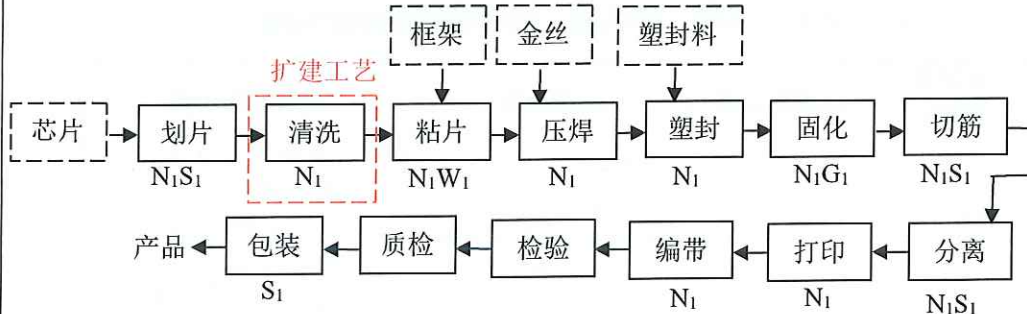 框架 金丝 塑封料
扩建工艺
芯片 划片 清洗 粘片 压焊 塑封 固化 切筋
N₁S₁ N₁ N₁W₁ N₁ N₁ N₁G₁ N₁S₁
产品 包装 质检 检验 编带 打印 分离
S₁ N₁ N₁ N₁S₁